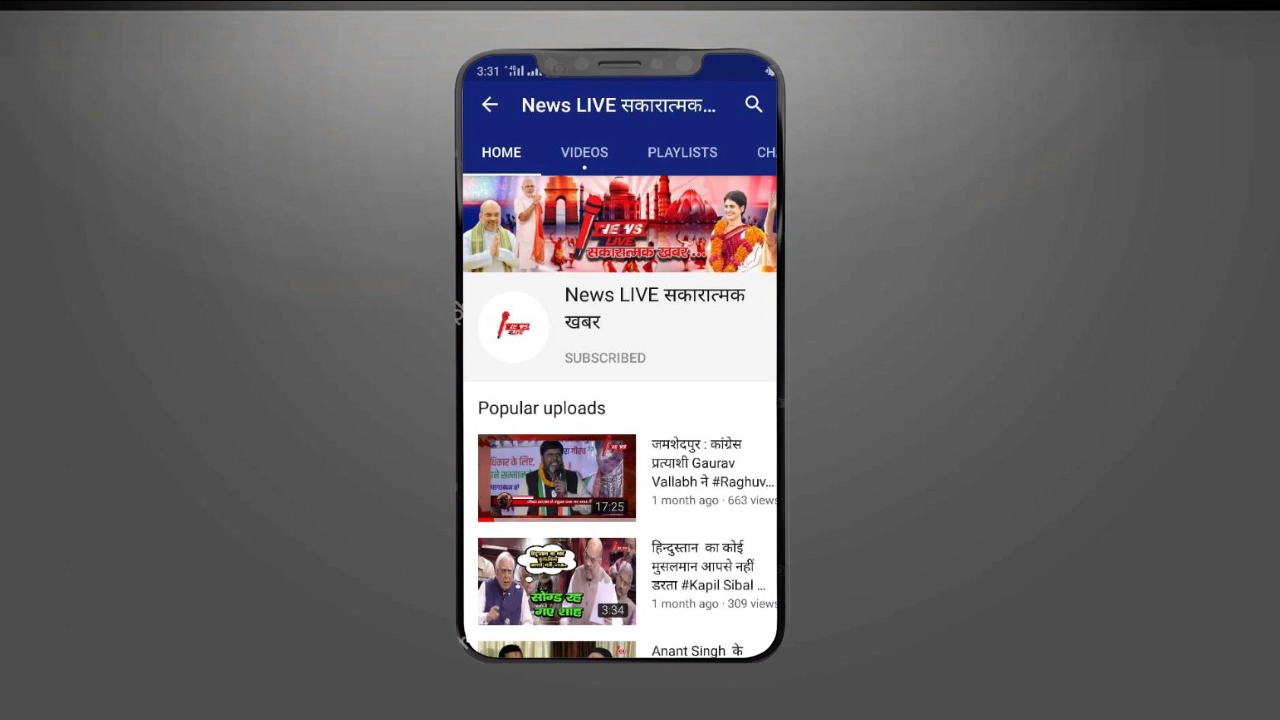 3:31
News LIVE सकारात्मक...
HOME
VIDEOS
PLAYLISTS
CH
NEWS
LIVE
सकारात्मक खबर ...
News LIVE सकारात्मक
खबर
SUBSCRIBED
Popular uploads
17:25
जमशेदपुर : कांग्रेस
प्रत्याशी Gaurav
Vallabh ने #Raghuv...
1 month ago · 663 views
सोचते रह
गए शाह
3:34
हिन्दुस्तान का कोई
मुसलमान आपसे नहीं
डरता #Kapil Sibal ...
1 month ago · 309 views
Anant Singh के